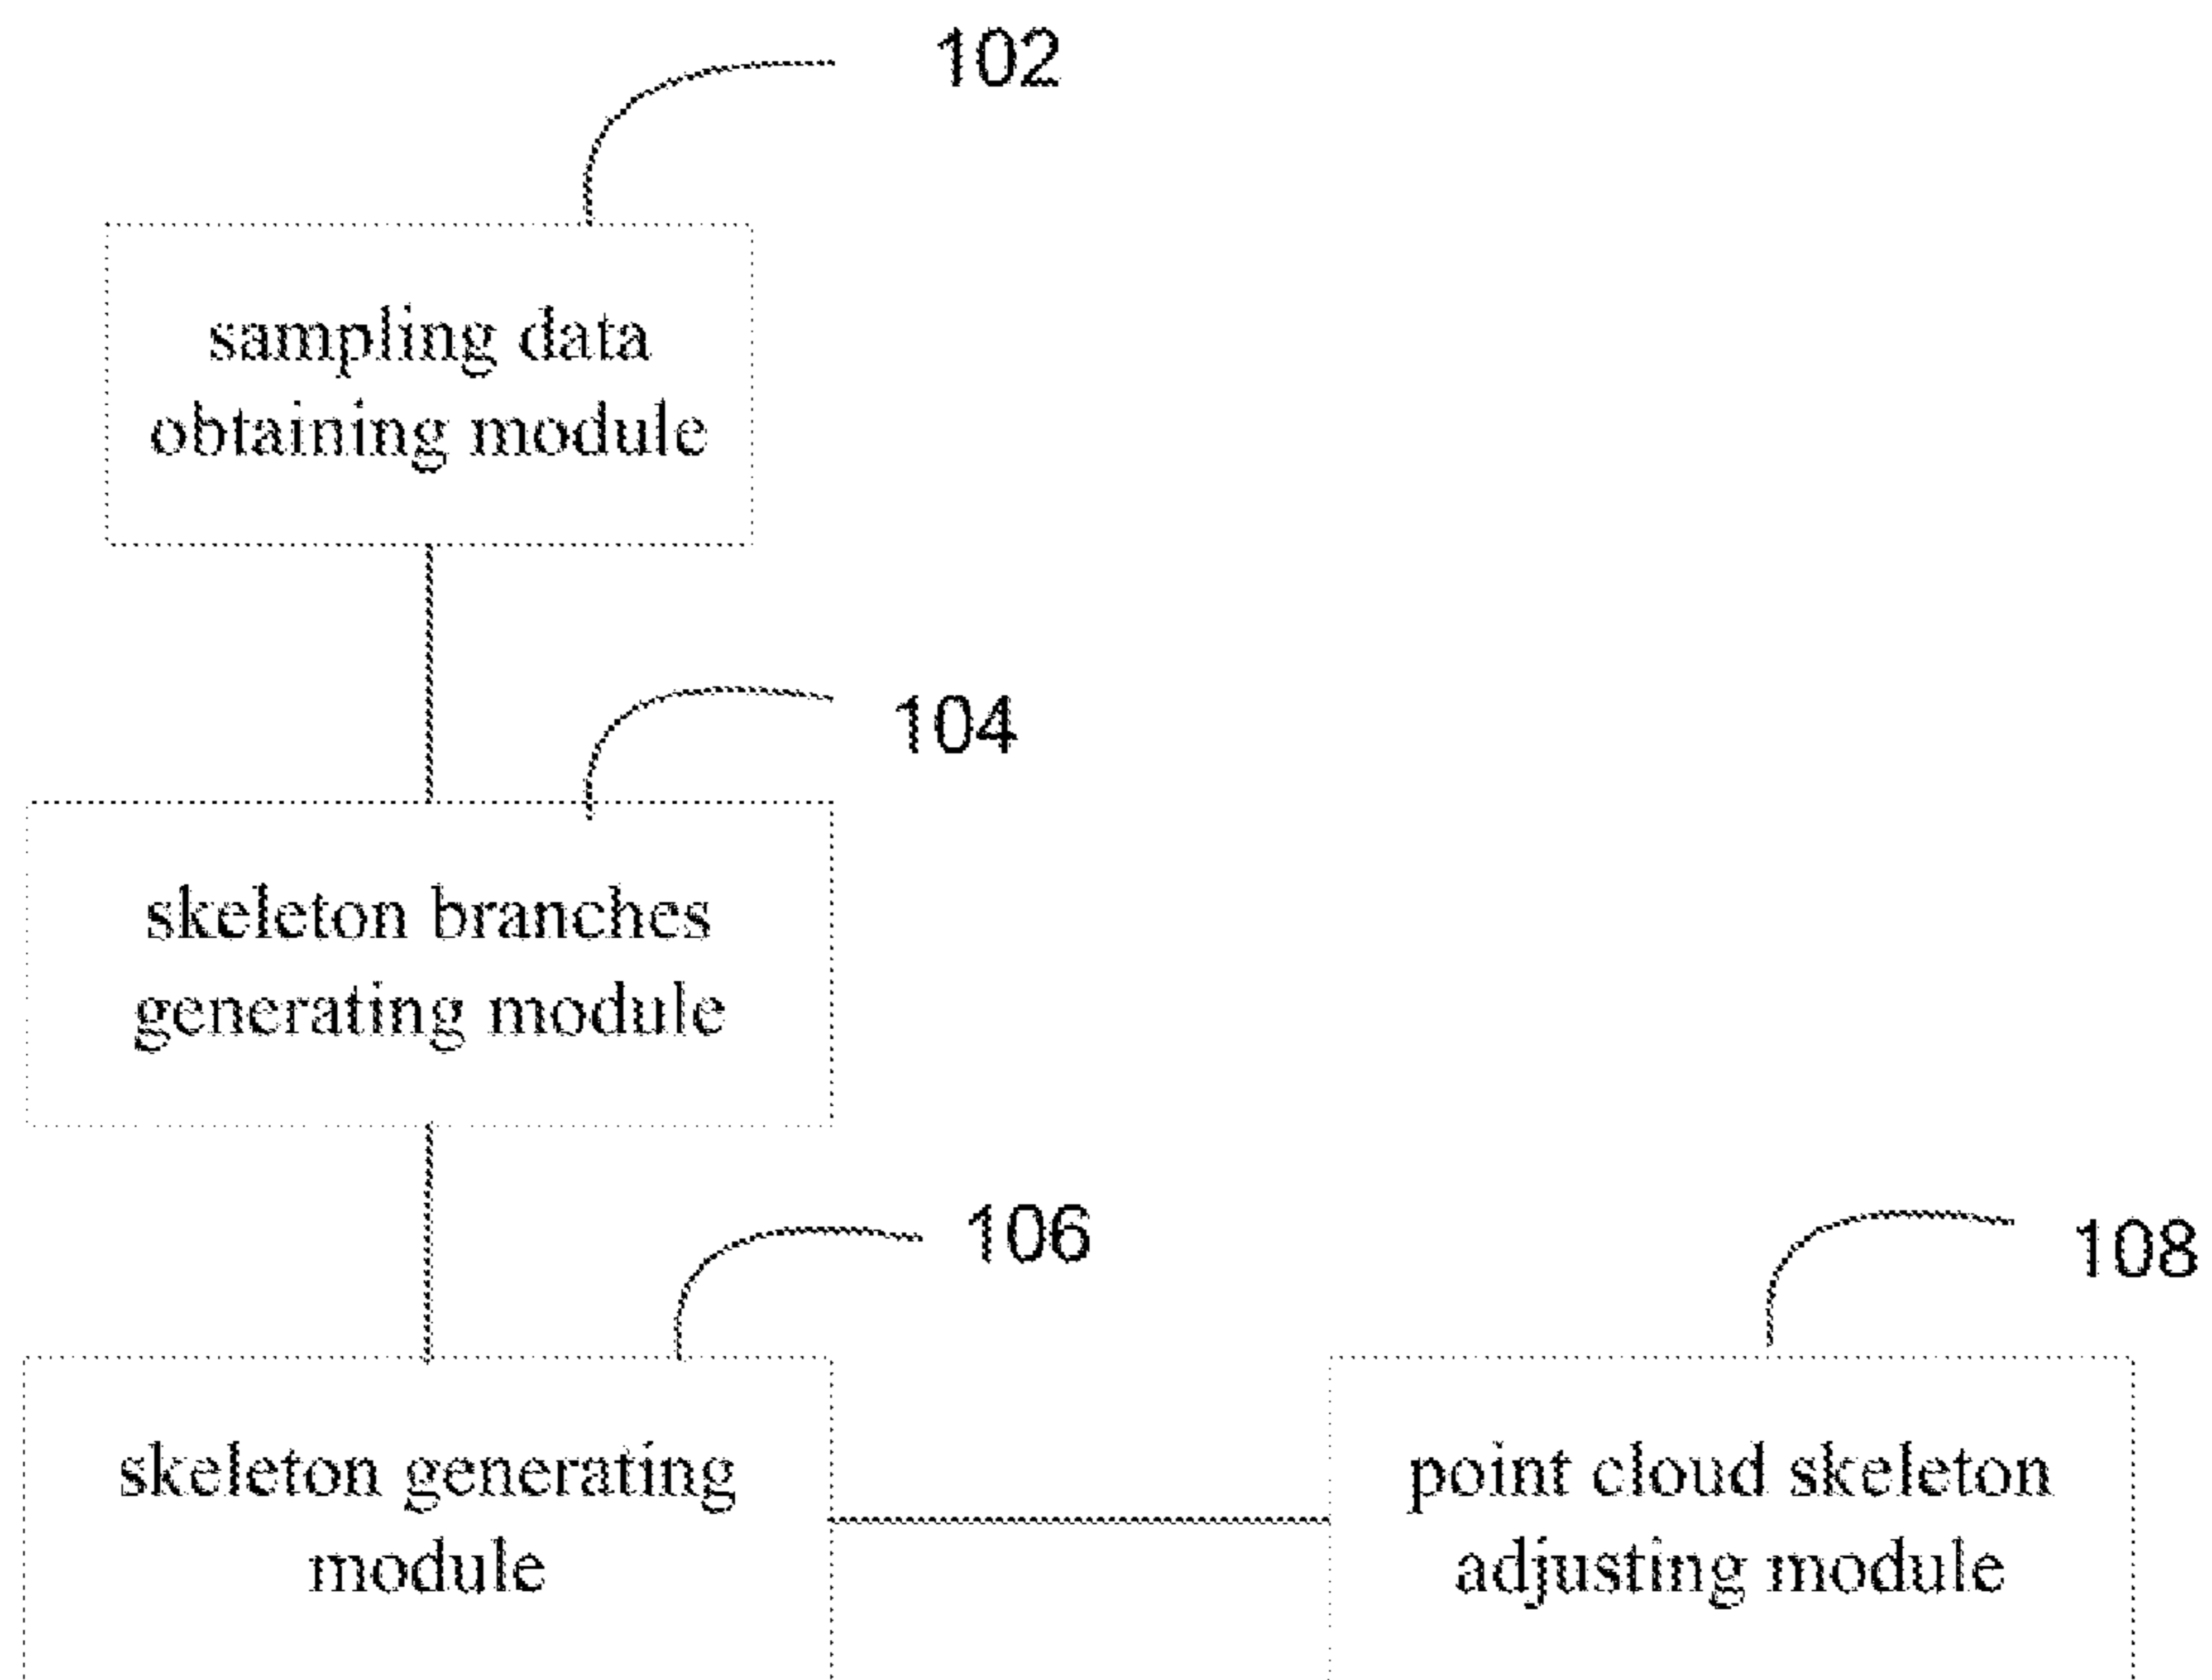 102
sampling data
obtaining module
104
skeleton branches
generating module
106
108
skeleton generating
module
point cloud skeleton
adjusting module